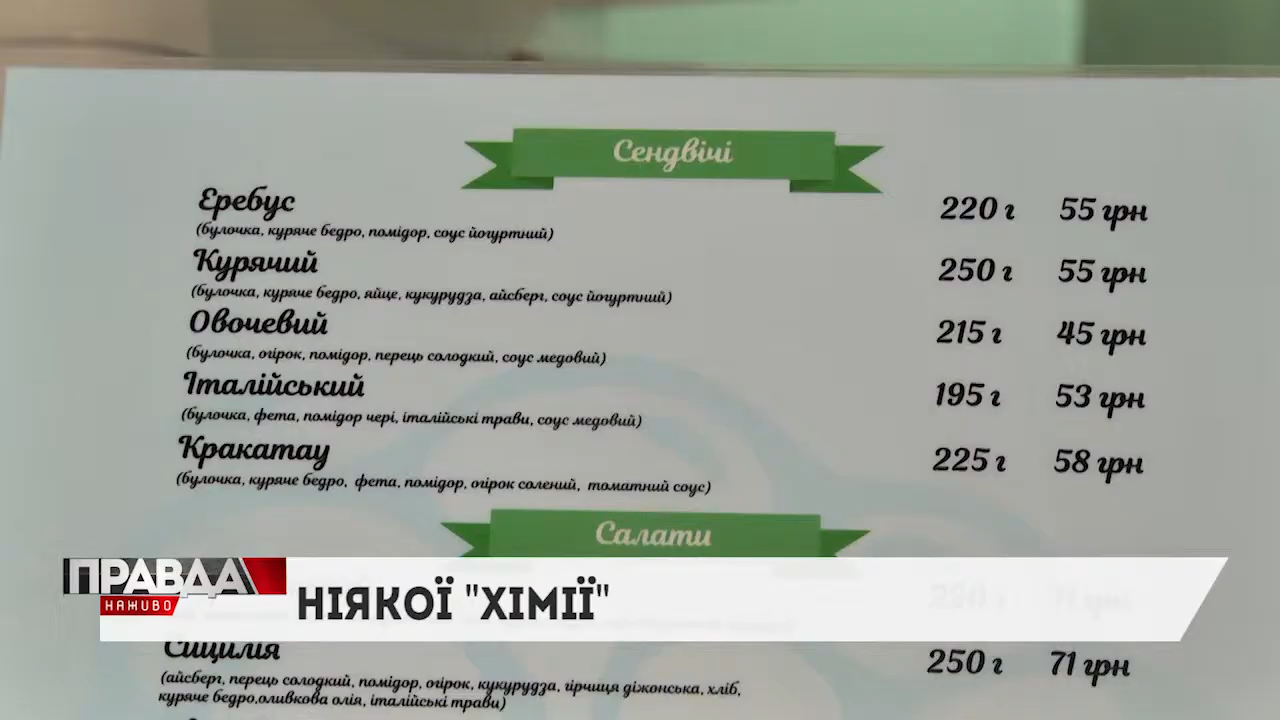 Сендвічі
Еребус 220 г 55 грн
(булочка, куряче бедро, помідор, соус йогуртний)
Курячий 250 г 55 грн
(булочка, куряче бедро, яйце, кукурудза, айсберг, соус йогуртний)
Овочевий 215 г 45 грн
(булочка, огірок, помідор, перець солодкий, соус медовий)
Італійський 195 г 53 грн
(булочка, фета, помідор чері, італійські трави, соус медовий)
Кракатау 225 г 58 грн
(булочка, куряче бедро, фета, помідор, огірок солений, томатний соус)
Салати
ПРАВДА
НАЖИВО
НІЯКОЇ "ХІМІЇ"
Сицилія 250 г 71 грн
(айсберг, перець солодкий, помідор, огірок, кукурудза, гірчиця діжонська, хліб,
куряче бедро,оливкова олія, італійські трави)